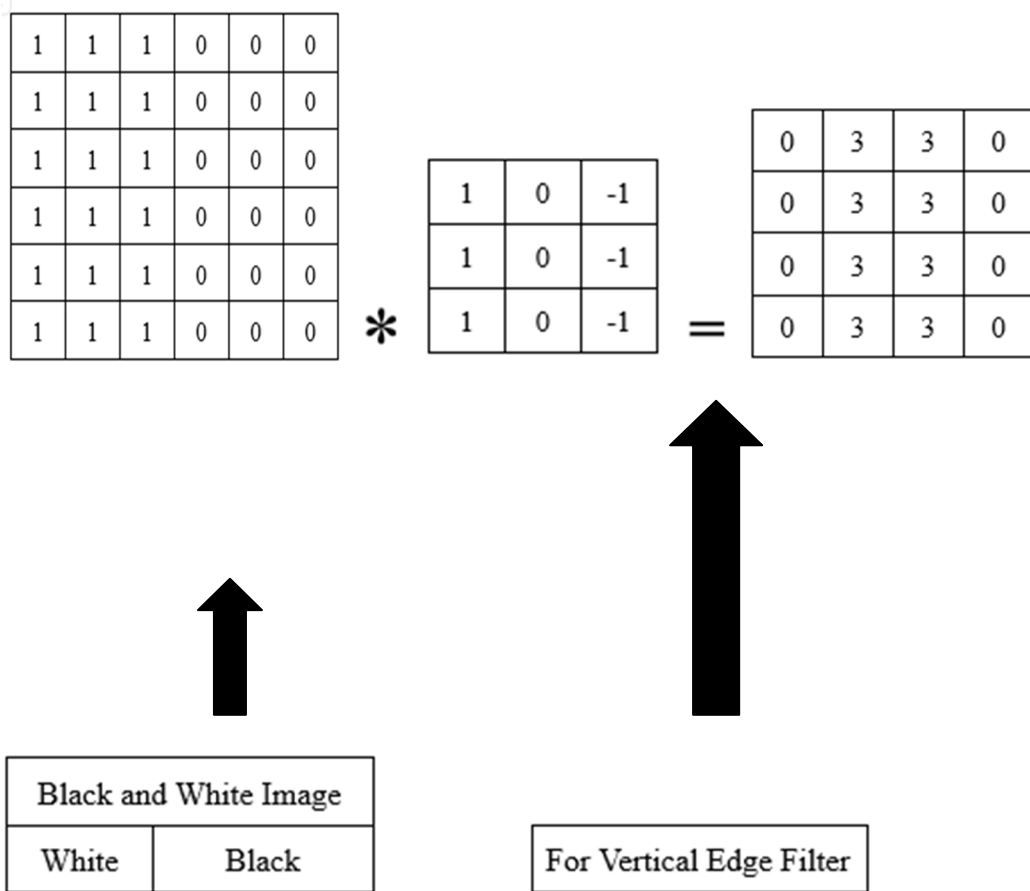 1 1 1 0 0 0
1 1 1 0 0 0
1 1 1 0 0 0
1 1 1 0 0 0
1 1 1 0 0 0
1 1 1 0 0 0
*
1 0 -1
1 0 -1
1 0 -1
=
0 3 3 0
0 3 3 0
0 3 3 0
0 3 3 0
Black and White Image
White Black
For Vertical Edge Filter